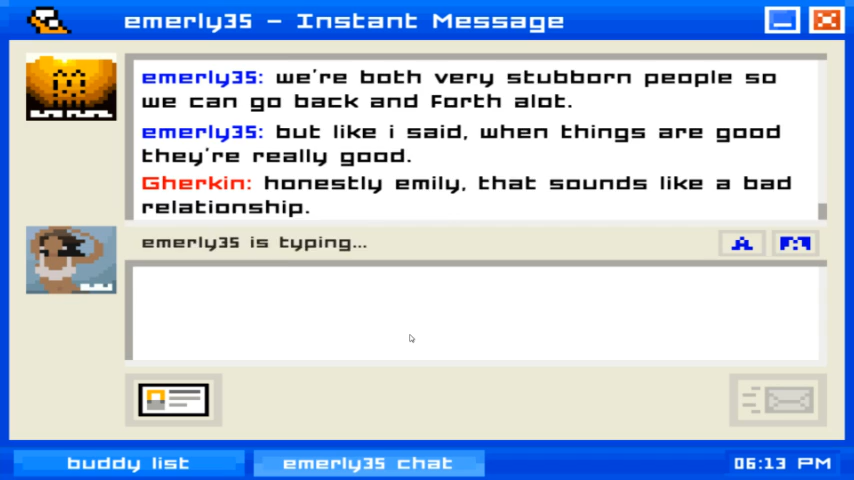 emerly35 - Instant Message
emerly35: we're both very stubborn people so
we can go back and Forth alot.
emerly35: but like i said, when things are good
they're really good.
Gherkin: honestly emily, that sounds like a bad
relationship.
emerly35 is typing...
A
buddy list
emerly35 chat
06:13 PM